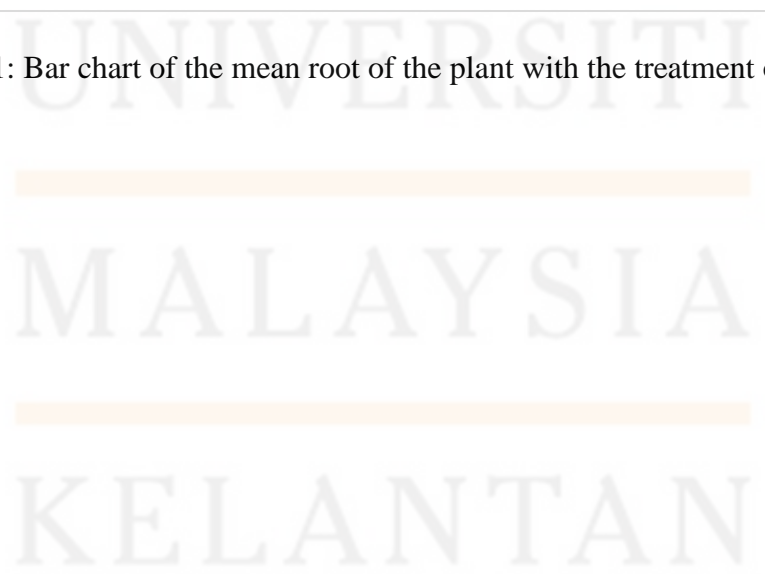 UNIVERSITI
1: Bar chart of the mean root of the plant with the treatment
MALAYSIA
KELANTAN